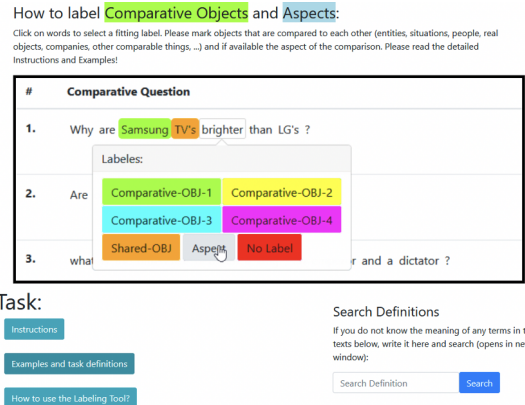 How to label Comparative Objects and Aspects:
Click on words to select a fitting label. Please mark objects that are compared to each other (entities, situations, people, real
objects, companies, other comparable things, ...) and if available the aspect of the comparison. Please read the detailed
Instructions and Examples!
# Comparative Question
1. Why are Samsung TV's brighter than LG's ?
Labeles:
Comparative-OBJ-1 Comparative-OBJ-2
2. Are
Comparative-OBJ-3 Comparative-OBJ-4
Shared-OBJ Aspect No Label
3. what r and a dictator ?
Task:
Instructions
Examples and task definitions
How to use the Labeling Tool?
Search Definitions
If you do not know the meaning of any terms in t
texts below, write it here and search (opens in ne
window):
Search Definition Search